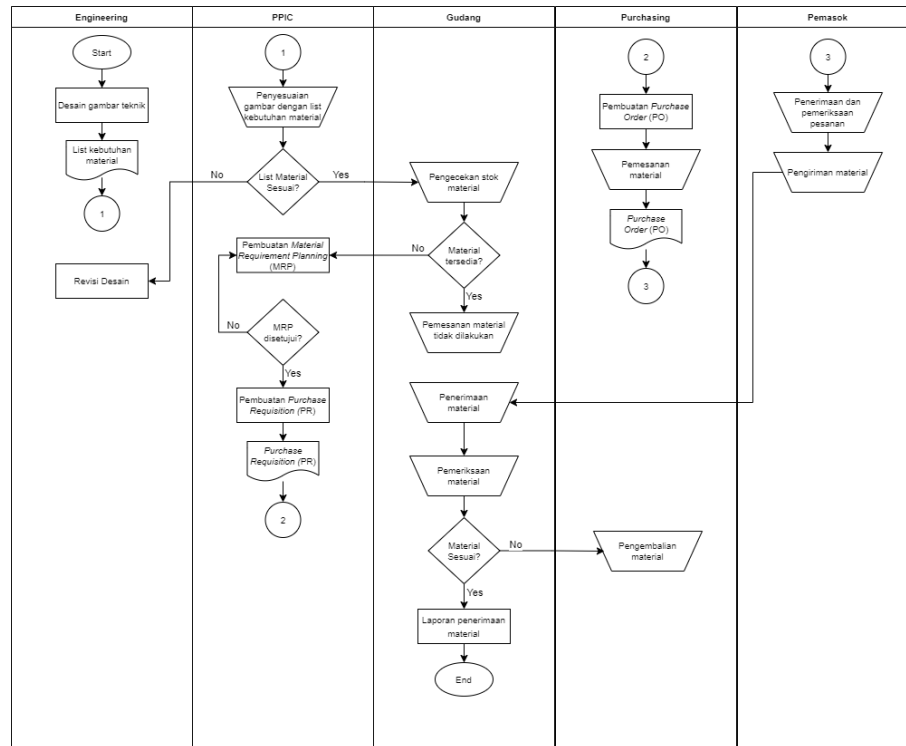 Engineering
PPIC
Gudang
Purchasing
Pemasok
Start
Desain gambar teknik
List kebutuhan
material
1
Revisi Desain
1
Penyesuaian
gambar dengan list
kebutuhan material
List Material
Sesuai?
No
Yes
Pembuatan Material
Requirement Planning
(MRP)
MRP
disetujui?
No
Yes
Pembuatan Purchase
Requisition (PR)
Purchase
Requisition (PR)
2
Pengecekan stok
material
Material
tersedia?
No
Yes
Pemesanan material
tidak dilakukan
Penerimaan
material
Pemeriksaan
material
Material
Sesuai?
No
Yes
Laporan penerimaan
material
End
2
Pembuatan Purchase
Order (PO)
Pemesanan
material
Purchase
Order (PO)
3
Pengembalian
material
3
Penerimaan dan
pemeriksaan
pesanan
Pengiriman material